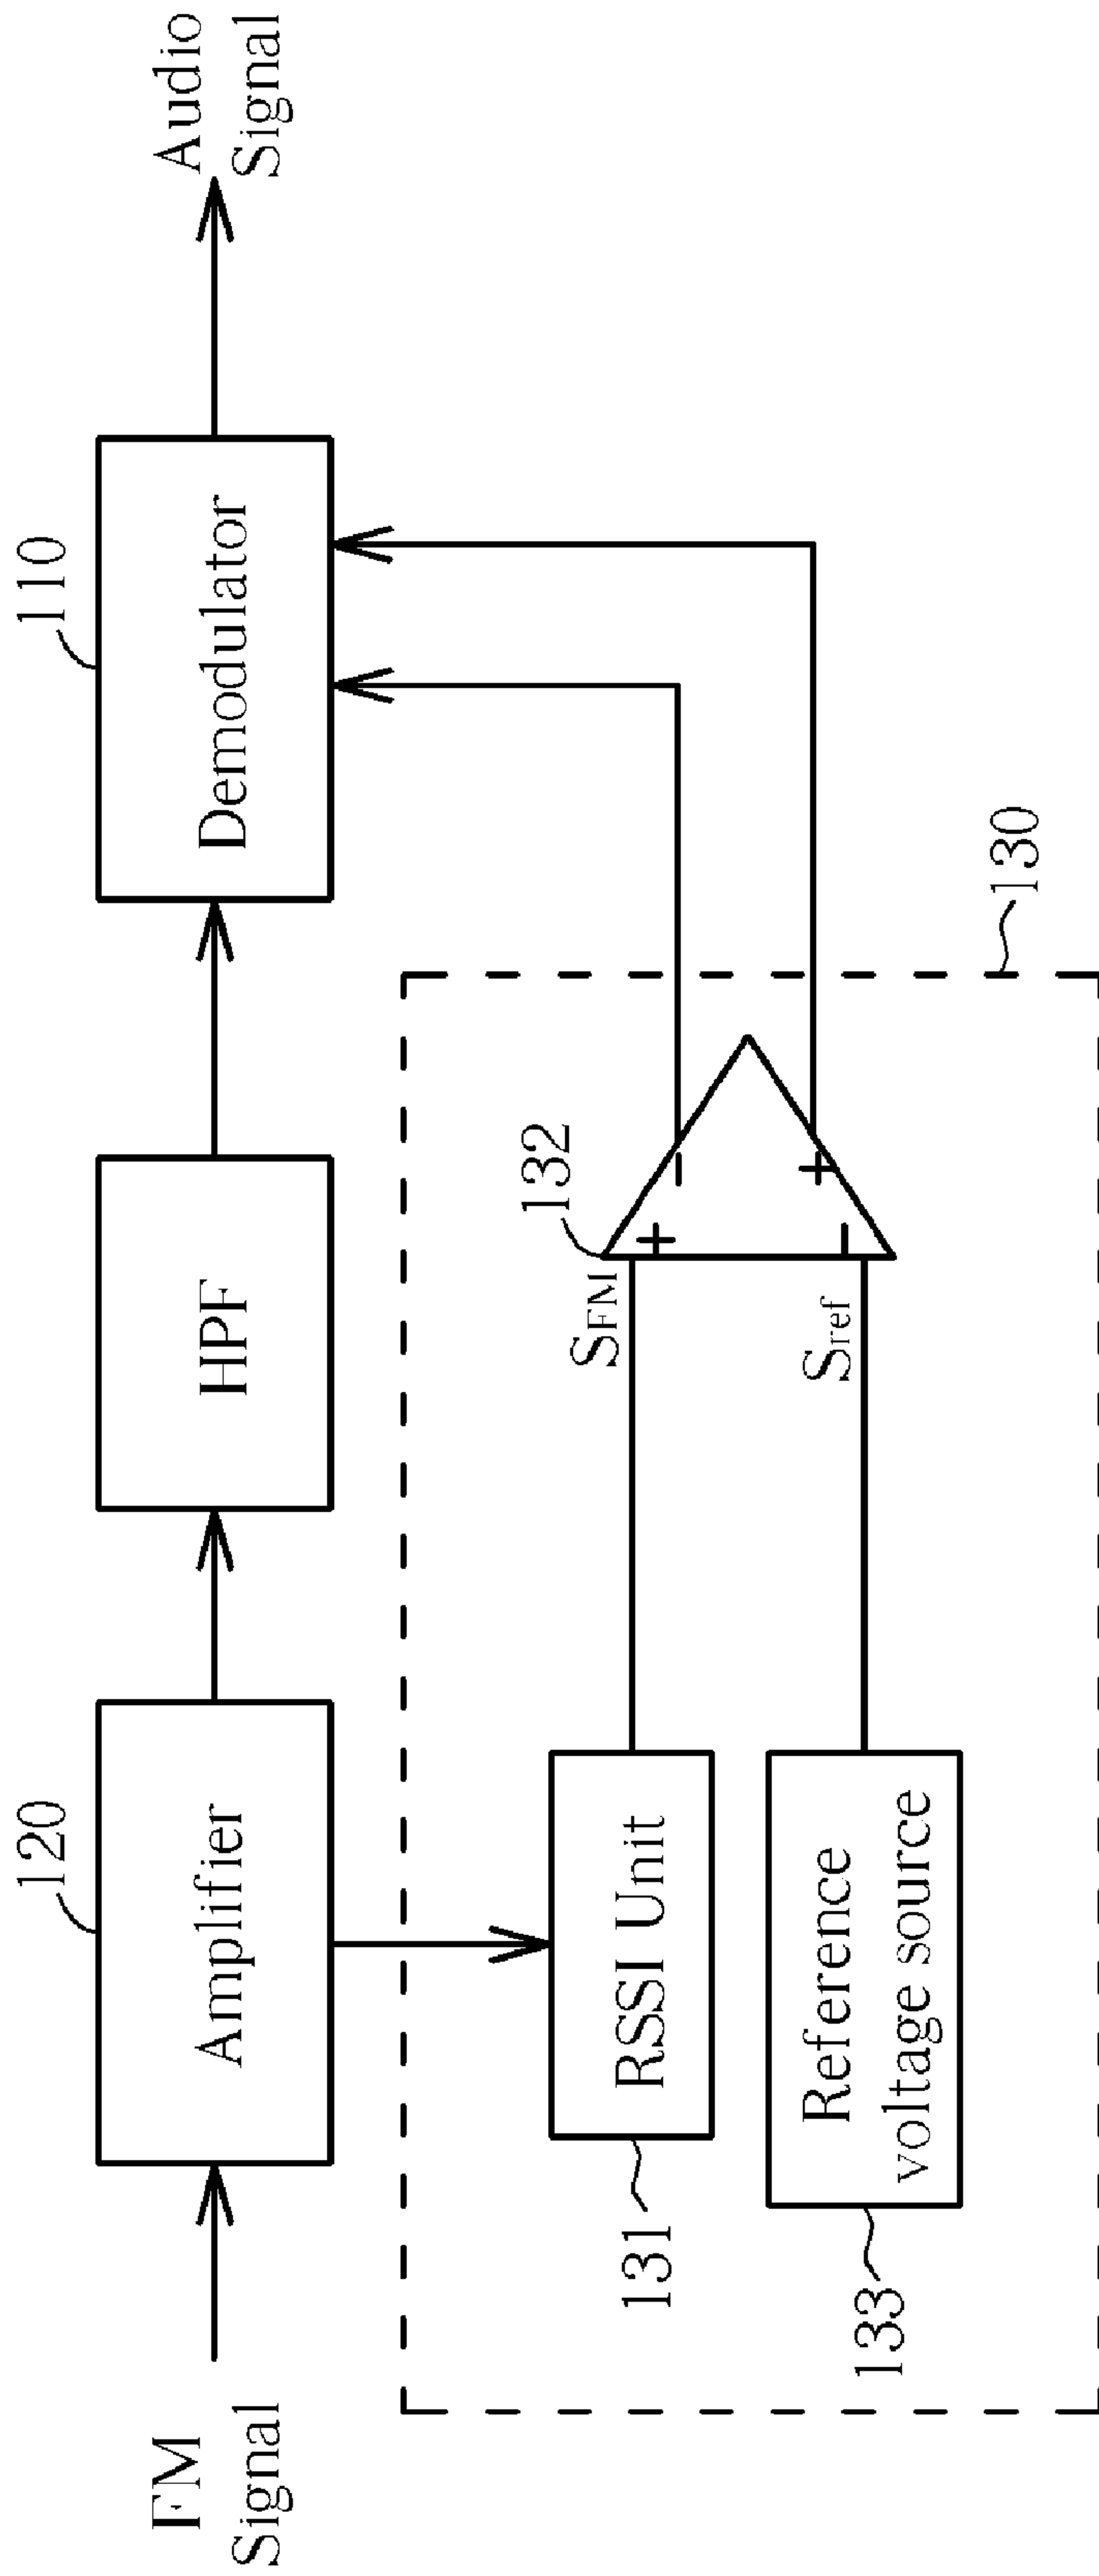 FM
Signal
120
Amplifier
HPF
110
Demodulator
Audio
Signal
131
RSSI Unit
SFM
132
+
−
−
+
133
Reference
voltage source
Sref
130